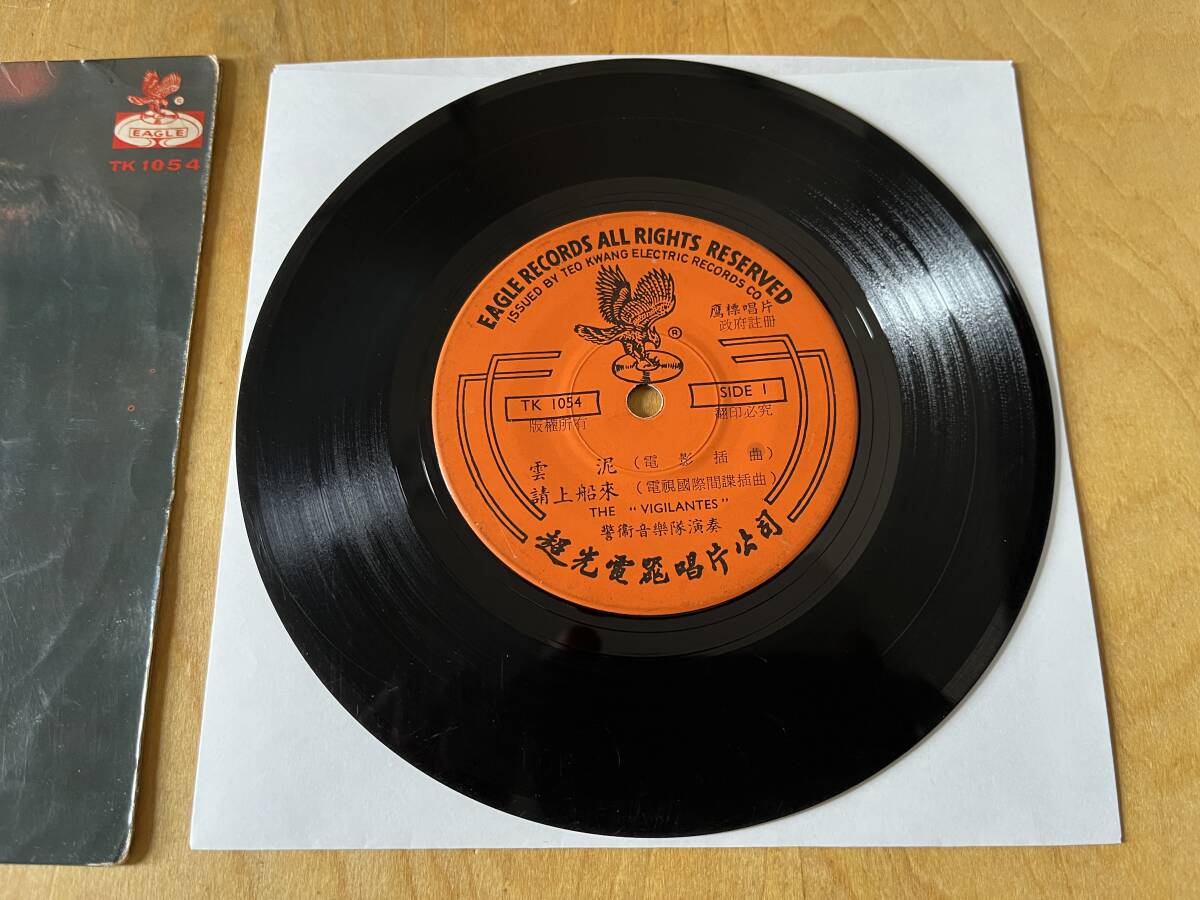 EAGLE
®
TK 1054
EAGLE RECORDS ALL RIGHTS RESERVED
ISSUED BY TEO KWANG ELECTRIC RECORDS CO
鷹標唱片
政府註冊
®
TK 1054
SIDE 1
版權所有
翻印必究
雲泥 (電影插曲)
請上船來 (電視國際間諜插曲)
THE "VIGILANTES"
警衞音樂隊演奏
超光電器唱片公司